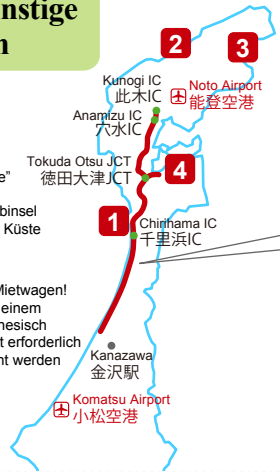 nstige
n
2
3
Kunogi IC
此木IC
Noto Airport
能登空港
Anamizu IC
穴水IC
Tokuda Otsu JCT
徳田大津JCT
4
e”
binsel
Küste
1
Chirihama IC
千里浜IC
Mietwagen!
einem
nesisch
t erforderlich
nt werden
Kanazawa
金沢駅
Komatsu Airport
小松空港